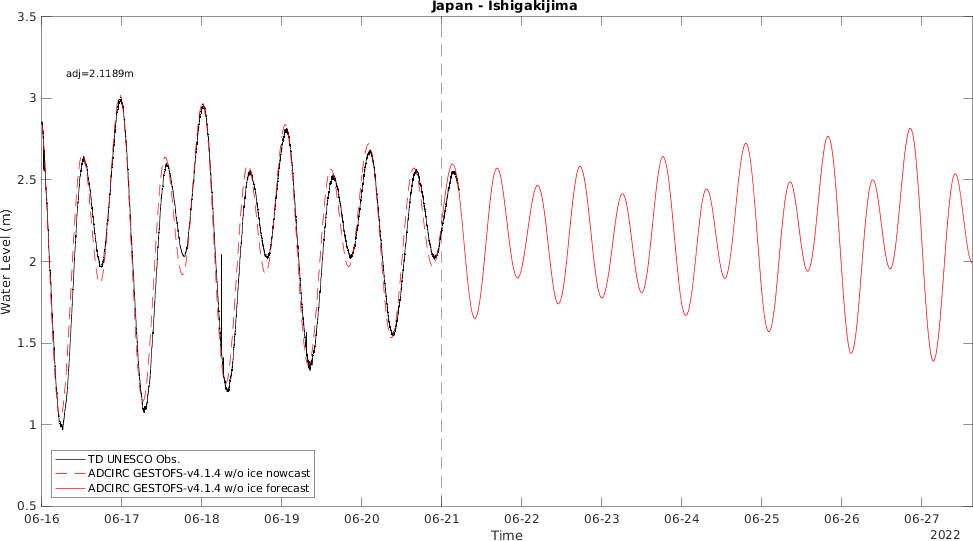 Japan - Ishigakijima
3.5
adj=2.1189m
3
2.5
2
1.5
1
0.5
Water Level (m)
TD UNESCO Obs.
ADCIRC GESTOFS-v4.1.4 w/o ice nowcast
ADCIRC GESTOFS-v4.1.4 w/o ice forecast
06-16 06-17 06-18 06-19 06-20 06-21 06-22 06-23 06-24 06-25 06-26 06-27
Time
2022